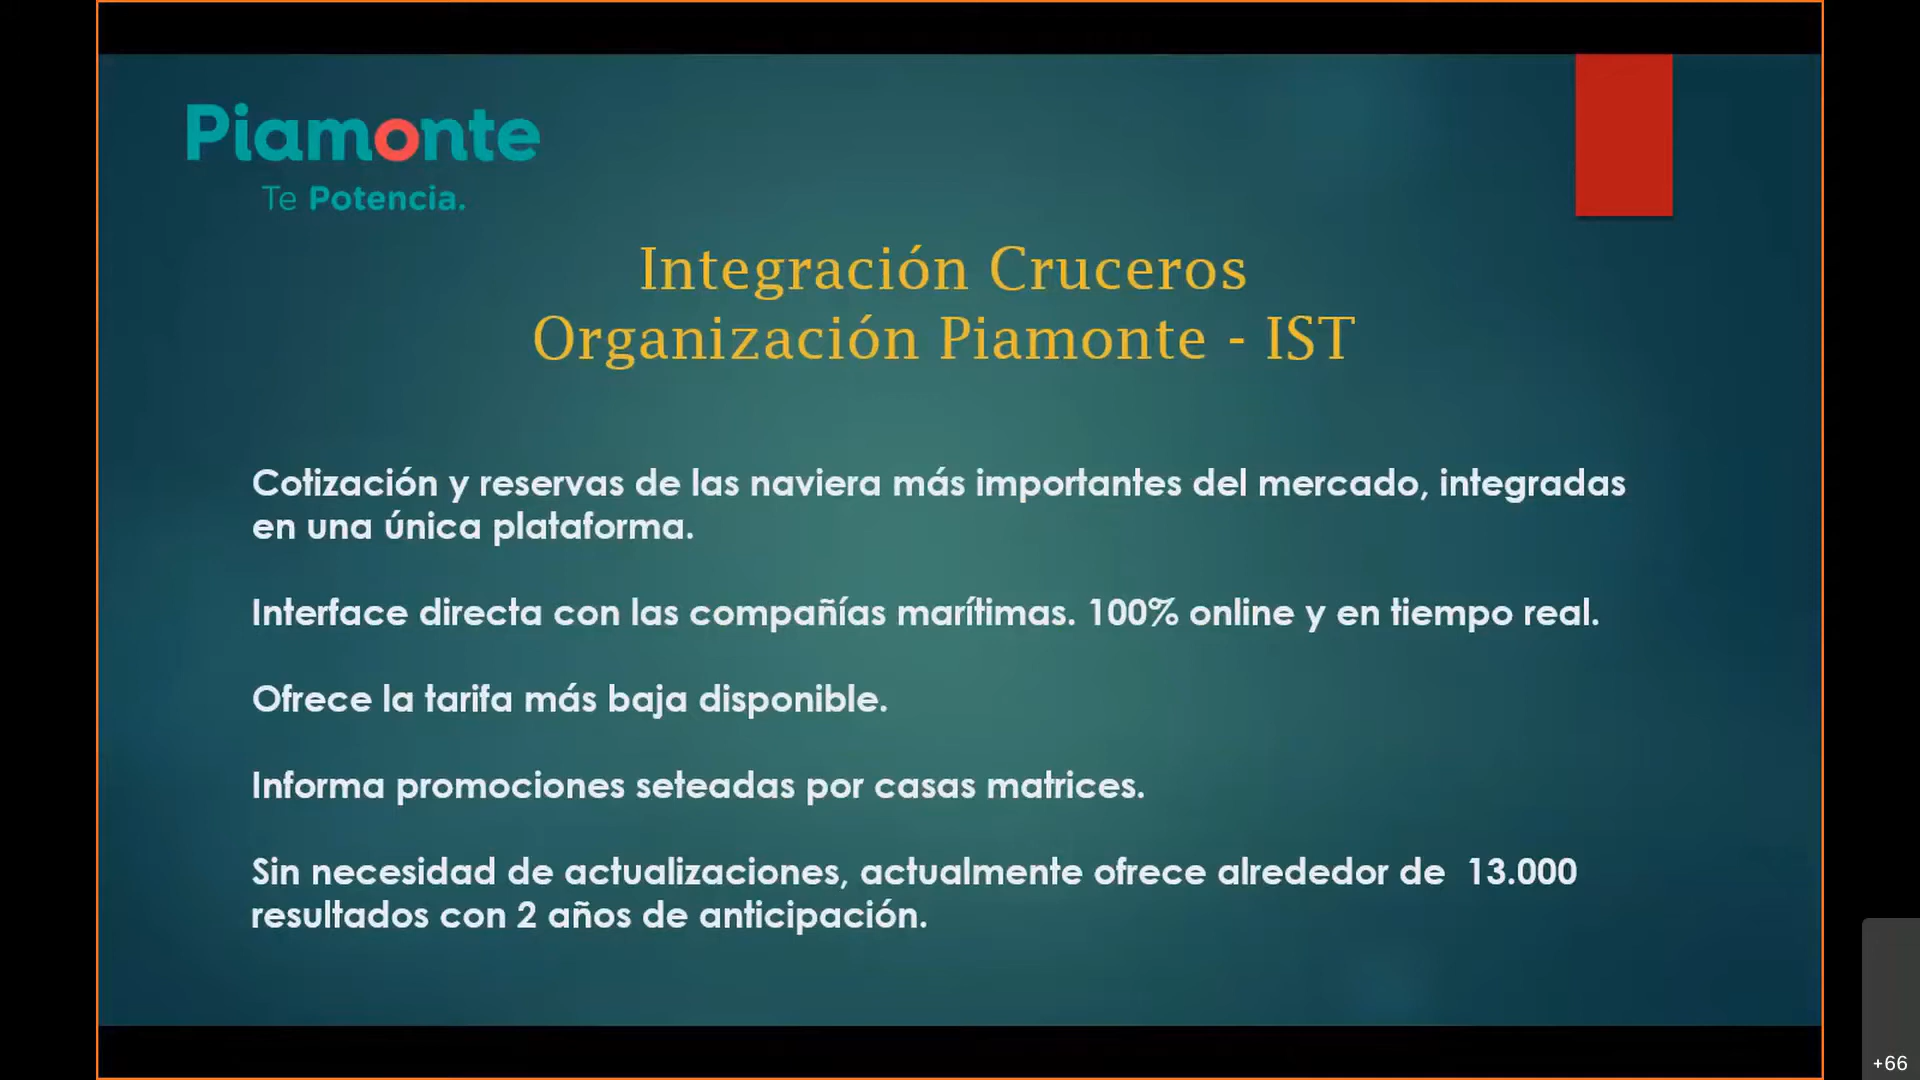 Piamonte
Te Potencia.
Integración Cruceros
Organización Piamonte - IST
Cotización y reservas de las naviera más importantes del mercado, integradas
en una única plataforma.
Interface directa con las compañías marítimas. 100% online y en tiempo real.
Ofrece la tarifa más baja disponible.
Informa promociones seteadas por casas matrices.
Sin necesidad de actualizaciones, actualmente ofrece alrededor de 13.000
resultados con 2 años de anticipación.
+66